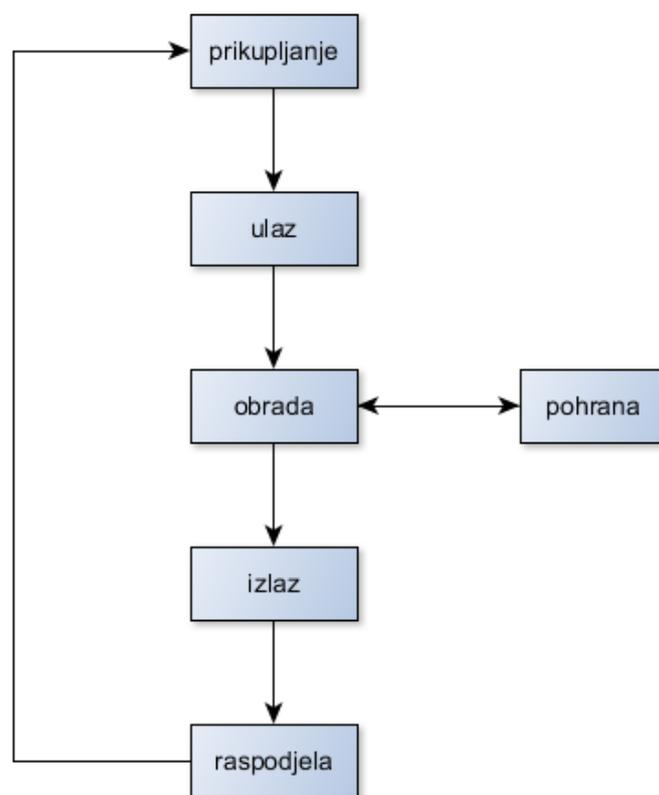 prikupljanje
ulaz
obrada
pohrana
izlaz
raspodjela